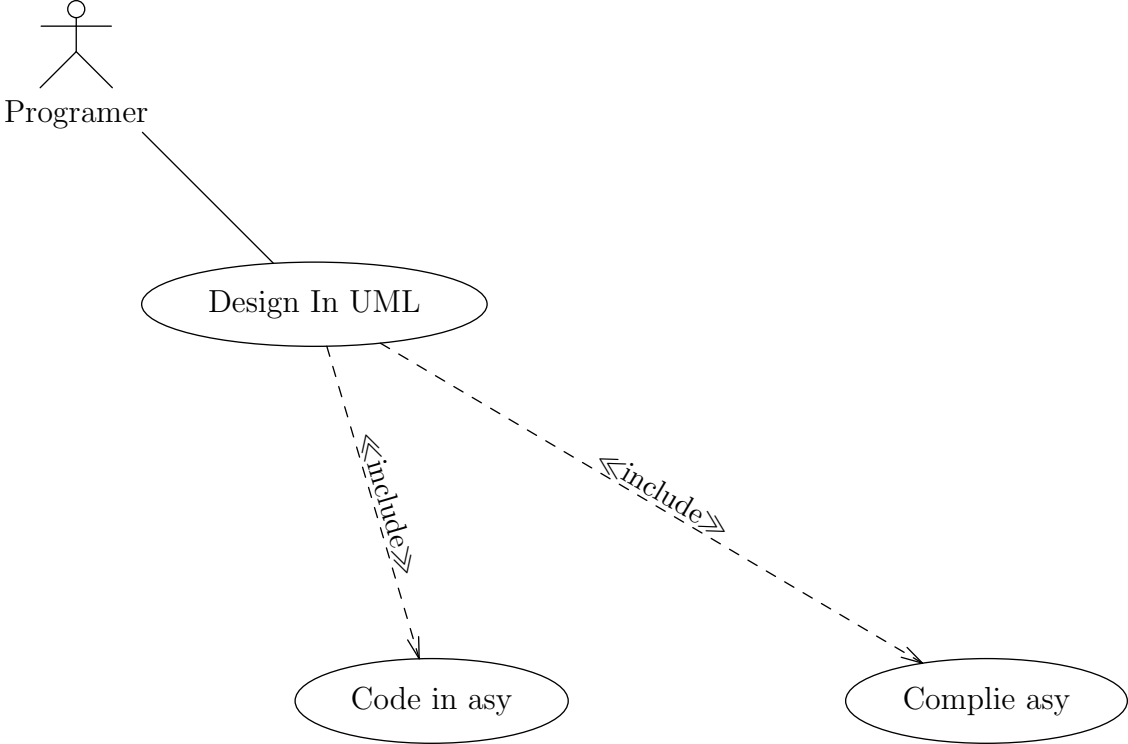 Programer
Design In UML
≪include≫
≪include≫
Code in asy
Complie asy